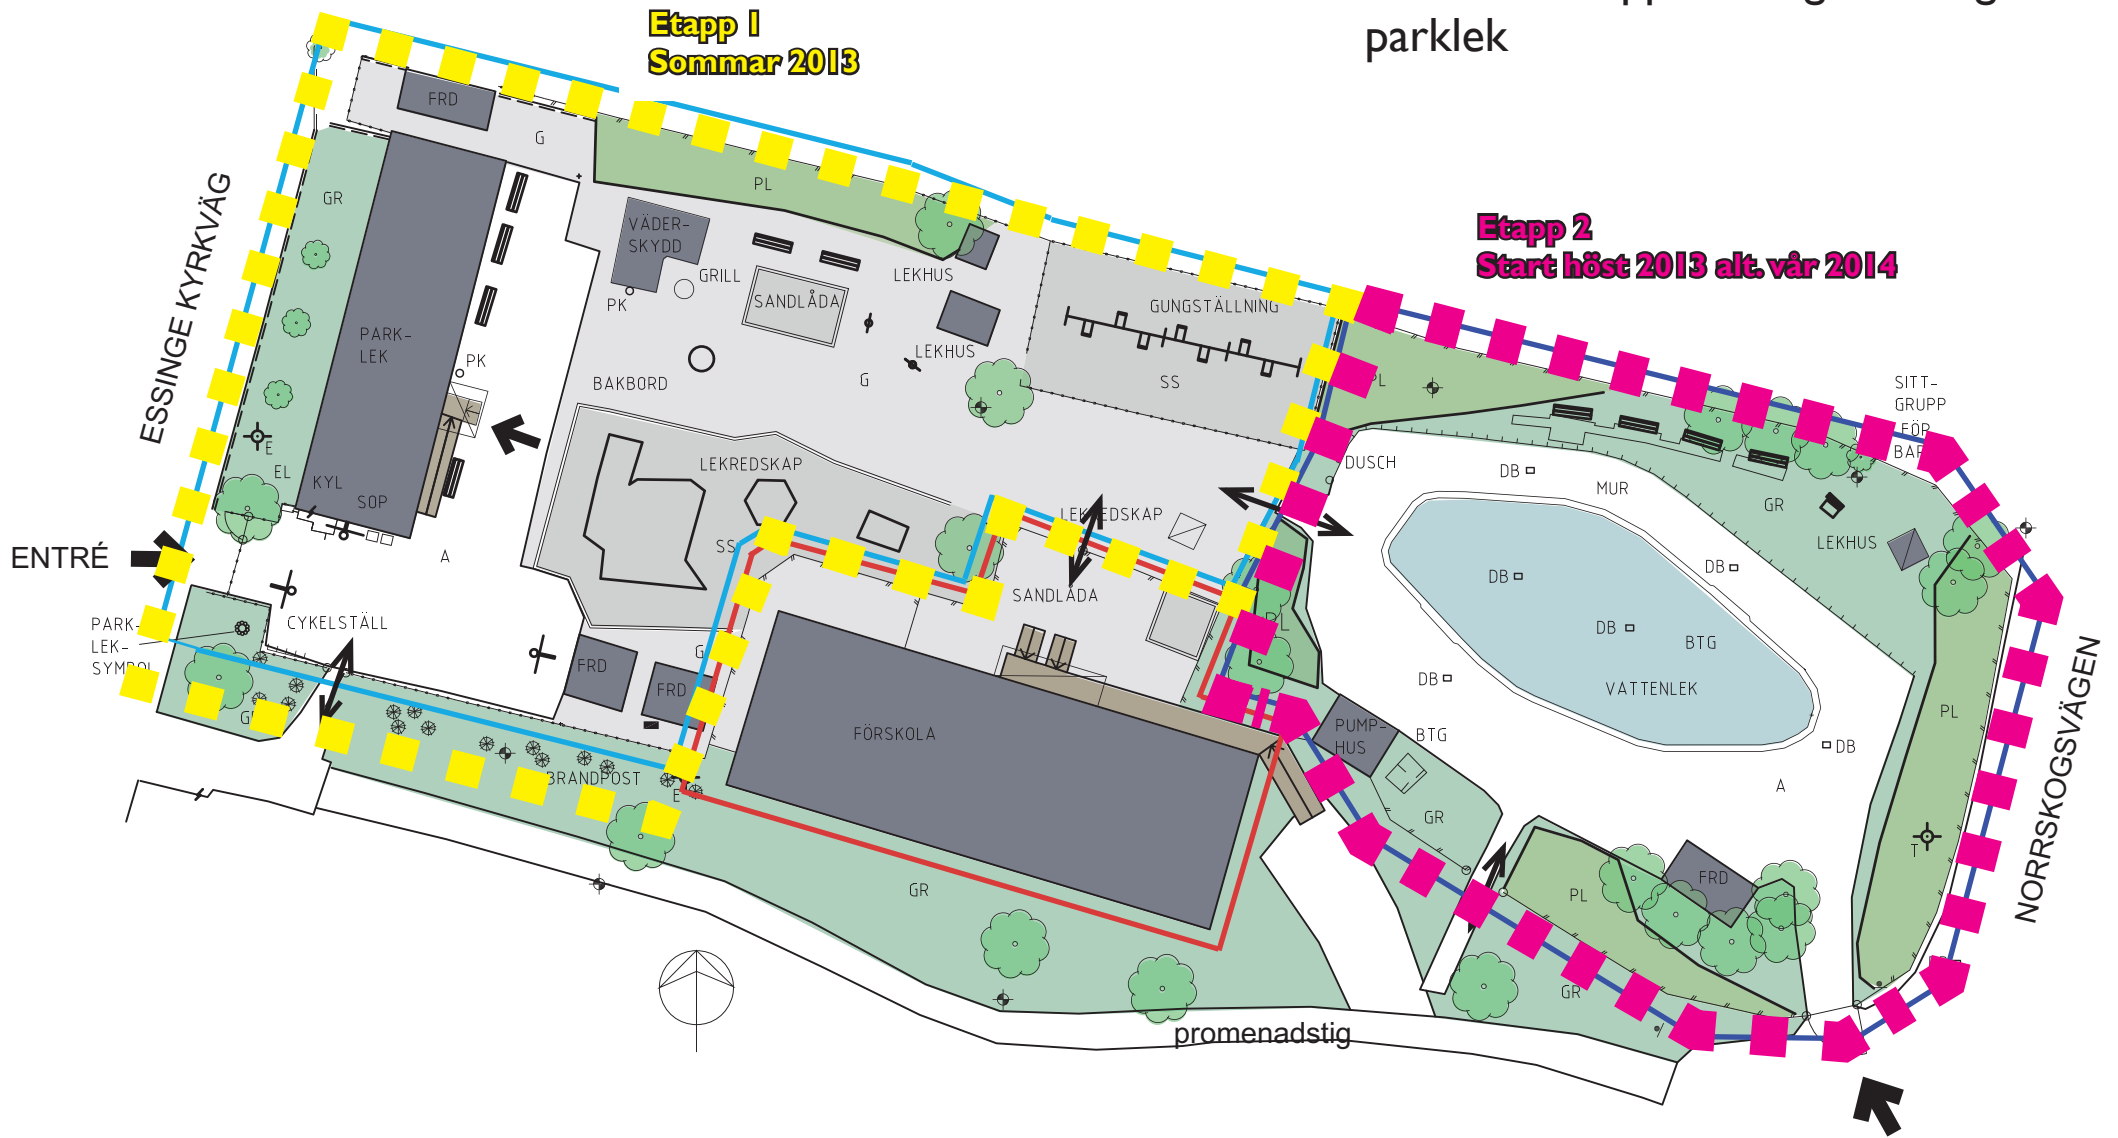 parklek
Etapp 1
Sommar 2013
Etapp 2
Start höst 2013 alt. vår 2014
ESSINGE KYRKVÄG
NORRSKOGSVÄGEN
ENTRÉ
promenadstig
FRD
G
GR
PL
VÄDER-
SKYDD
GRILL
PK
SANDLÅDA
LEKHUS
LEKHUS
GUNGSTÄLLNING
SS
PARK-
LEK
PK
BAKBORD
G
PL
SITT-
GRUPP
FÖR
DUSCH
DB
MUR
GR
LEKHUS
E
EL
KYL
SOP
LEKREDSKAP
LEKREDSKAP
SS
A
DB
DB
DB
BTG
VATTENLEK
DB
DB
SANDLÅDA
PARK-
LEK-
SYMBOL
CYKELSTÄLL
FRD
FRD
G
FÖRSKOLA
PUMP-
HUS
BTG
PL
A
BRANDPOST
E
GR
GR
T
PL
FRD
GR